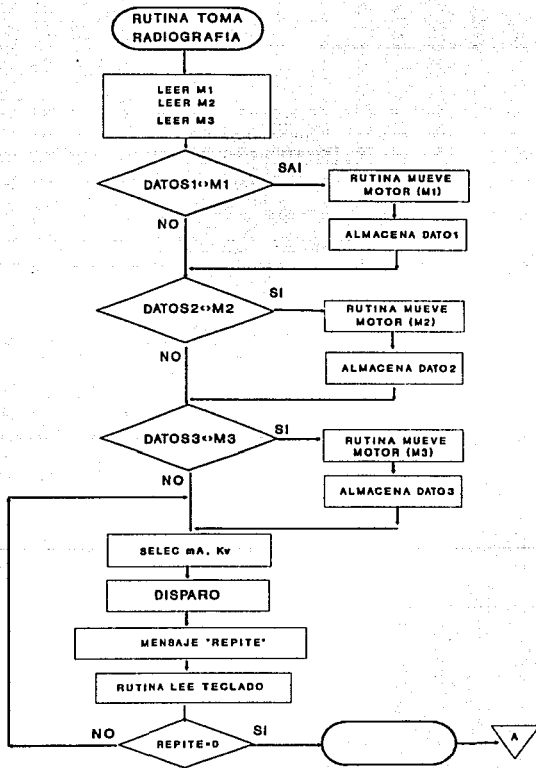 RUTINA TOMA
RADIOGRAFIA
LEER M1
LEER M2
LEER M3
DATOS1<>M1
SAI
NO
RUTINA MUEVE
MOTOR (M1)
ALMACENA DATO1
DATOS2<>M2
SI
NO
RUTINA MUEVE
MOTOR (M2)
ALMACENA DATO2
DATOS3<>M3
SI
NO
RUTINA MUEVE
MOTOR (M3)
ALMACENA DATO3
SELEC mA, Kv
DISPARO
MENSAJE "REPITE"
RUTINA LEE TECLADO
NO
REPITE=0
SI
A